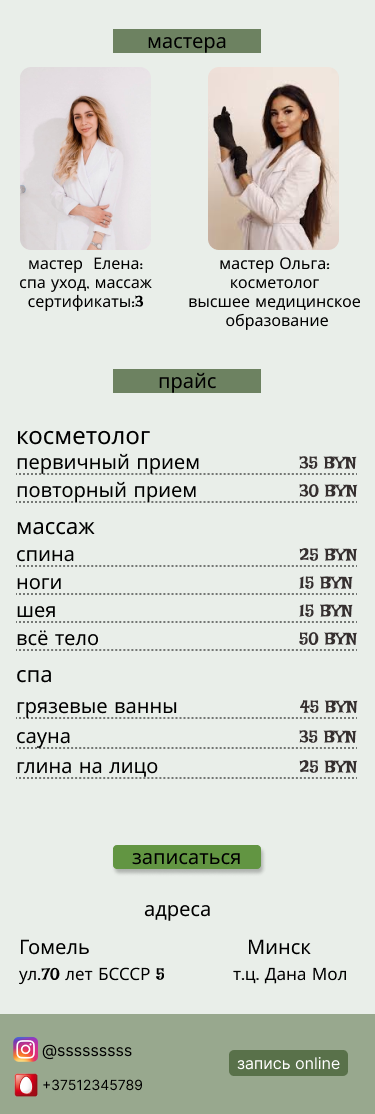 мастера
мастер Елена:
спа уход, массаж
сертификаты:3
мастер Ольга:
косметолог
высшее медицинское
образование
прайс
косметолог
первичный прием 35 BYN
повторный прием 30 BYN
массаж
спина 25 BYN
ноги 15 BYN
шея 15 BYN
всё тело 50 BYN
спа
грязевые ванны 45 BYN
сауна 35 BYN
глина на лицо 25 BYN
записаться
адреса
Гомель Минск
ул.70 лет БСССР 5 т.ц. Дана Мол
@sssssssss
запись online
+37512345789